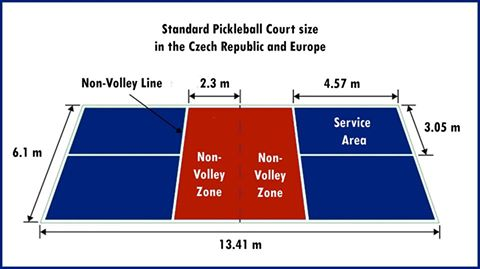 Standard Pickleball Court size
in the Czech Republic and Europe
Non-Volley Line
2.3 m
4.57 m
6.1 m
Service
Area
3.05 m
Non-
Volley
Zone
Non-
Volley
Zone
13.41 m